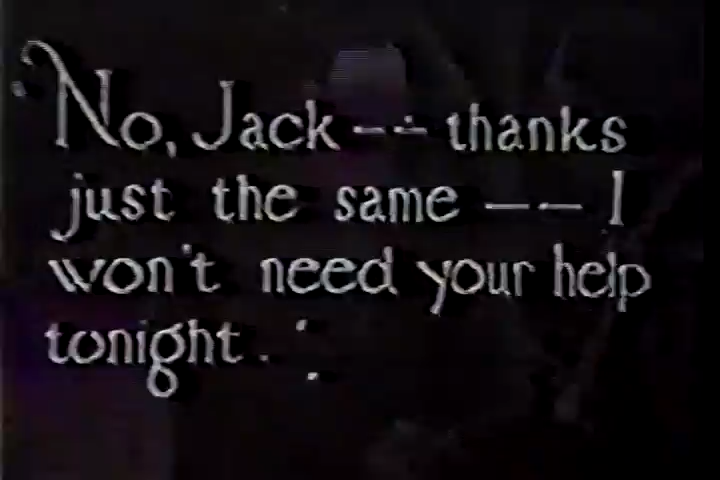 "No, Jack -- thanks
just the same -- I
won't need your help
tonight."